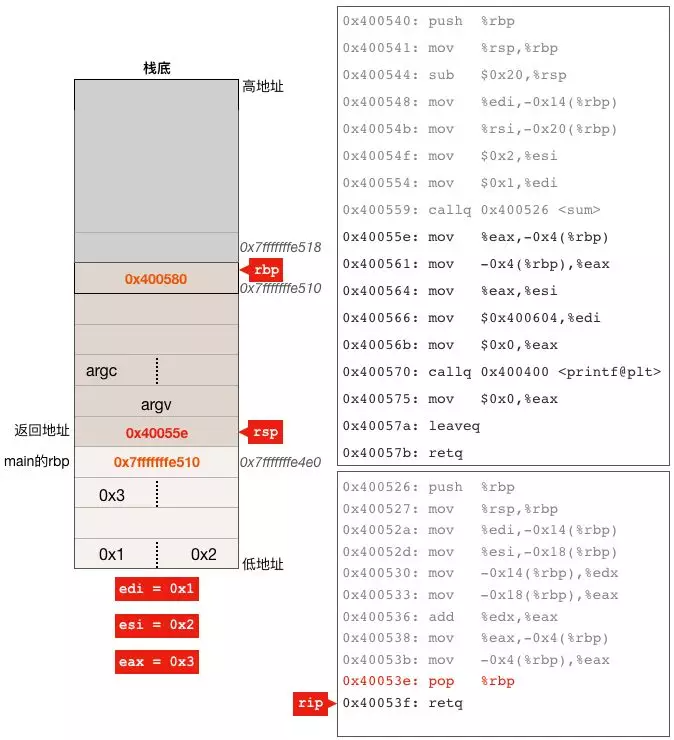 栈底
高地址
0x7fffffffe518
rbp
0x400580
0x7fffffffe510
argc
argv
返回地址
0x40055e
rsp
main的rbp
0x7fffffffe510
0x7fffffffe4e0
0x3
0x1
0x2
低地址
edi = 0x1
esi = 0x2
eax = 0x3
0x400540: push %rbp
0x400541: mov %rsp,%rbp
0x400544: sub $0x20,%rsp
0x400548: mov %edi,-0x14(%rbp)
0x40054b: mov %rsi,-0x20(%rbp)
0x40054f: mov $0x2,%esi
0x400554: mov $0x1,%edi
0x400559: callq 0x400526 <sum>
0x40055e: mov %eax,-0x4(%rbp)
0x400561: mov -0x4(%rbp),%eax
0x400564: mov %eax,%esi
0x400566: mov $0x400604,%edi
0x40056b: mov $0x0,%eax
0x400570: callq 0x400400 <printf@plt>
0x400575: mov $0x0,%eax
0x40057a: leaveq
0x40057b: retq
0x400526: push %rbp
0x400527: mov %rsp,%rbp
0x40052a: mov %edi,-0x14(%rbp)
0x40052d: mov %esi,-0x18(%rbp)
0x400530: mov -0x14(%rbp),%edx
0x400533: mov -0x18(%rbp),%eax
0x400536: add %edx,%eax
0x400538: mov %eax,-0x4(%rbp)
0x40053b: mov -0x4(%rbp),%eax
0x40053e: pop %rbp
rip
0x40053f: retq